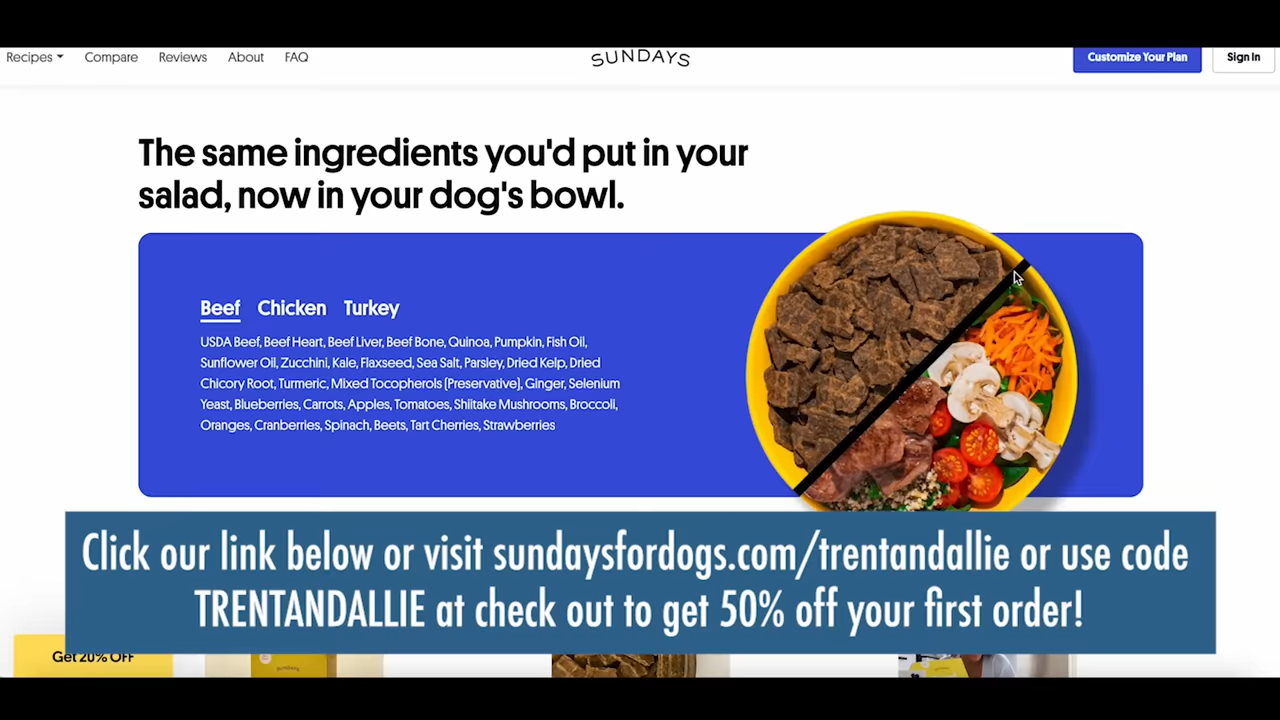 Recipes
Compare
Reviews
About
FAQ
SUNDAYS
Customize Your Plan
Sign In
The same ingredients you'd put in your
salad, now in your dog's bowl.
Beef Chicken Turkey
USDA Beef, Beef Heart, Beef Liver, Beef Bone, Quinoa, Pumpkin, Fish Oil,
Sunflower Oil, Zucchini, Kale, Flaxseed, Sea Salt, Parsley, Dried Kelp, Dried
Chicory Root, Turmeric, Mixed Tocopherols (Preservative), Ginger, Selenium
Yeast, Blueberries, Carrots, Apples, Tomatoes, Shiitake Mushrooms, Broccoli,
Oranges, Cranberries, Spinach, Beets, Tart Cherries, Strawberries
Click our link below or visit sundaysfordogs.com/trentandallie or use code
TRENTANDALLIE at check out to get 50% off your first order!
Get 20% OFF
SUNDAYS